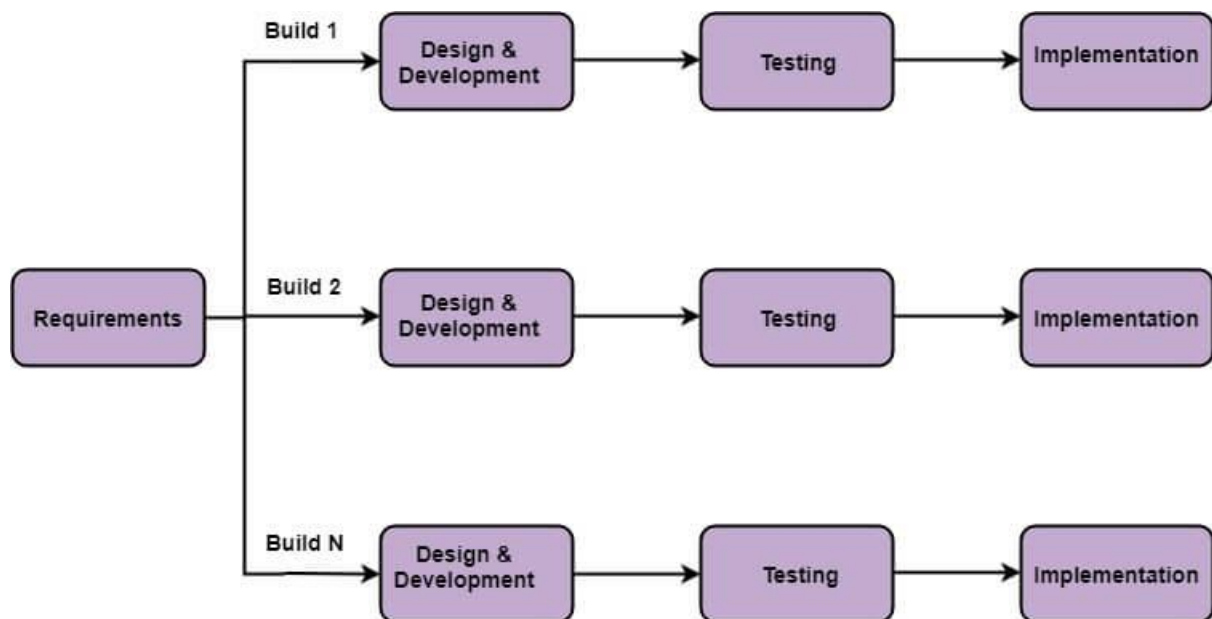 Build 1
Design &
Development
Testing
Implementation
Requirements
Build 2
Design &
Development
Testing
Implementation
Build N
Design &
Development
Testing
Implementation